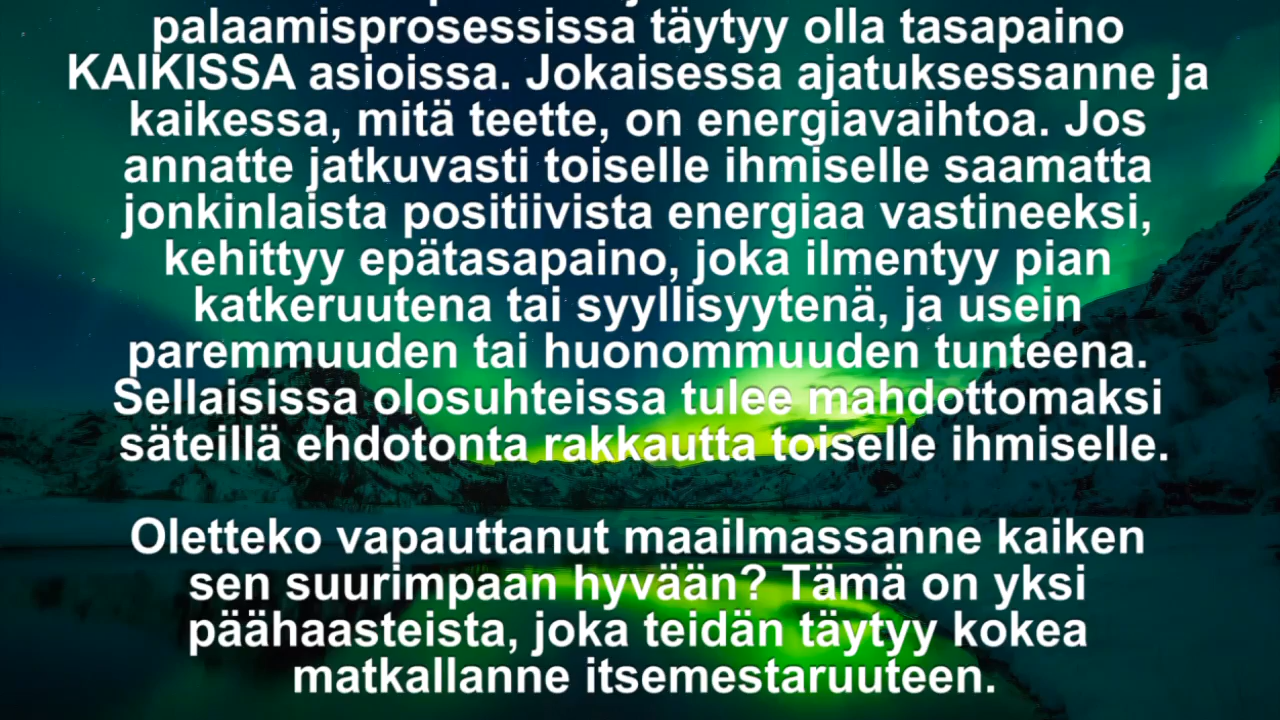 palaamisprosessissa täytyy olla tasapaino
KAIKISSA asioissa. Jokaisessa ajatuksessanne ja
kaikessa, mitä teette, on energiavaihtoa. Jos
annatte jatkuvasti toiselle ihmiselle saamatta
jonkinlaista positiivista energiaa vastineeksi,
kehittyy epätasapaino, joka ilmentyy pian
katkeruutena tai syyllisyytenä, ja usein
paremmuuden tai huonommuuden tunteena.
Sellaisissa olosuhteissa tulee mahdottomaksi
säteillä ehdotonta rakkautta toiselle ihmiselle.
Oletteko vapauttanut maailmassanne kaiken
sen suurimpaan hyvään? Tämä on yksi
päähaasteista, joka teidän täytyy kokea
matkallanne itsemestaruuteen.